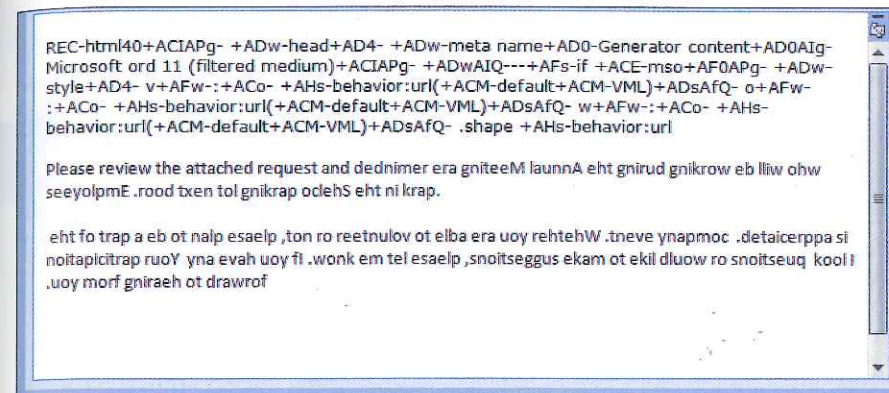 REC-html40+ACIAPg- +ADw-head+AD4- +ADw-meta name+AD0-Generator content+AD0AIg-
Microsoft ord 11 (filtered medium)+ACIAPg- +ADwAIQ---+AFs-if +ACE-mso+AF0APg- +ADw-
style+AD4- v+AFw-:+ACo- +AHs-behavior:url(+ACM-default+ACM-VML)+ADsAfQ- o+AFw-
:+ACo- +AHs-behavior:url(+ACM-default+ACM-VML)+ADsAfQ- w+AFw-:+ACo- +AHs-
behavior:url(+ACM-default+ACM-VML)+ADsAfQ- .shape +AHs-behavior:url
Please review the attached request and dednimer era gniteeM launnA eht gnirud gnikrow eb lliw ohw
seeyolpmE .rood txen tol gnikrap oclehS eht ni krap.
eht fo trap a eb ot nalp esaelp ,ton ro reetnulov ot elba era uoy rehtehW .tneve ynapmoc .detaicerppa si
noitapicitrap ruoY yna evah uoy fI .wonk em tel esaelp ,snoitseggus ekam ot ekil dluow ro snoitseuq kool I
.uoy morf gniraeh ot drawrof